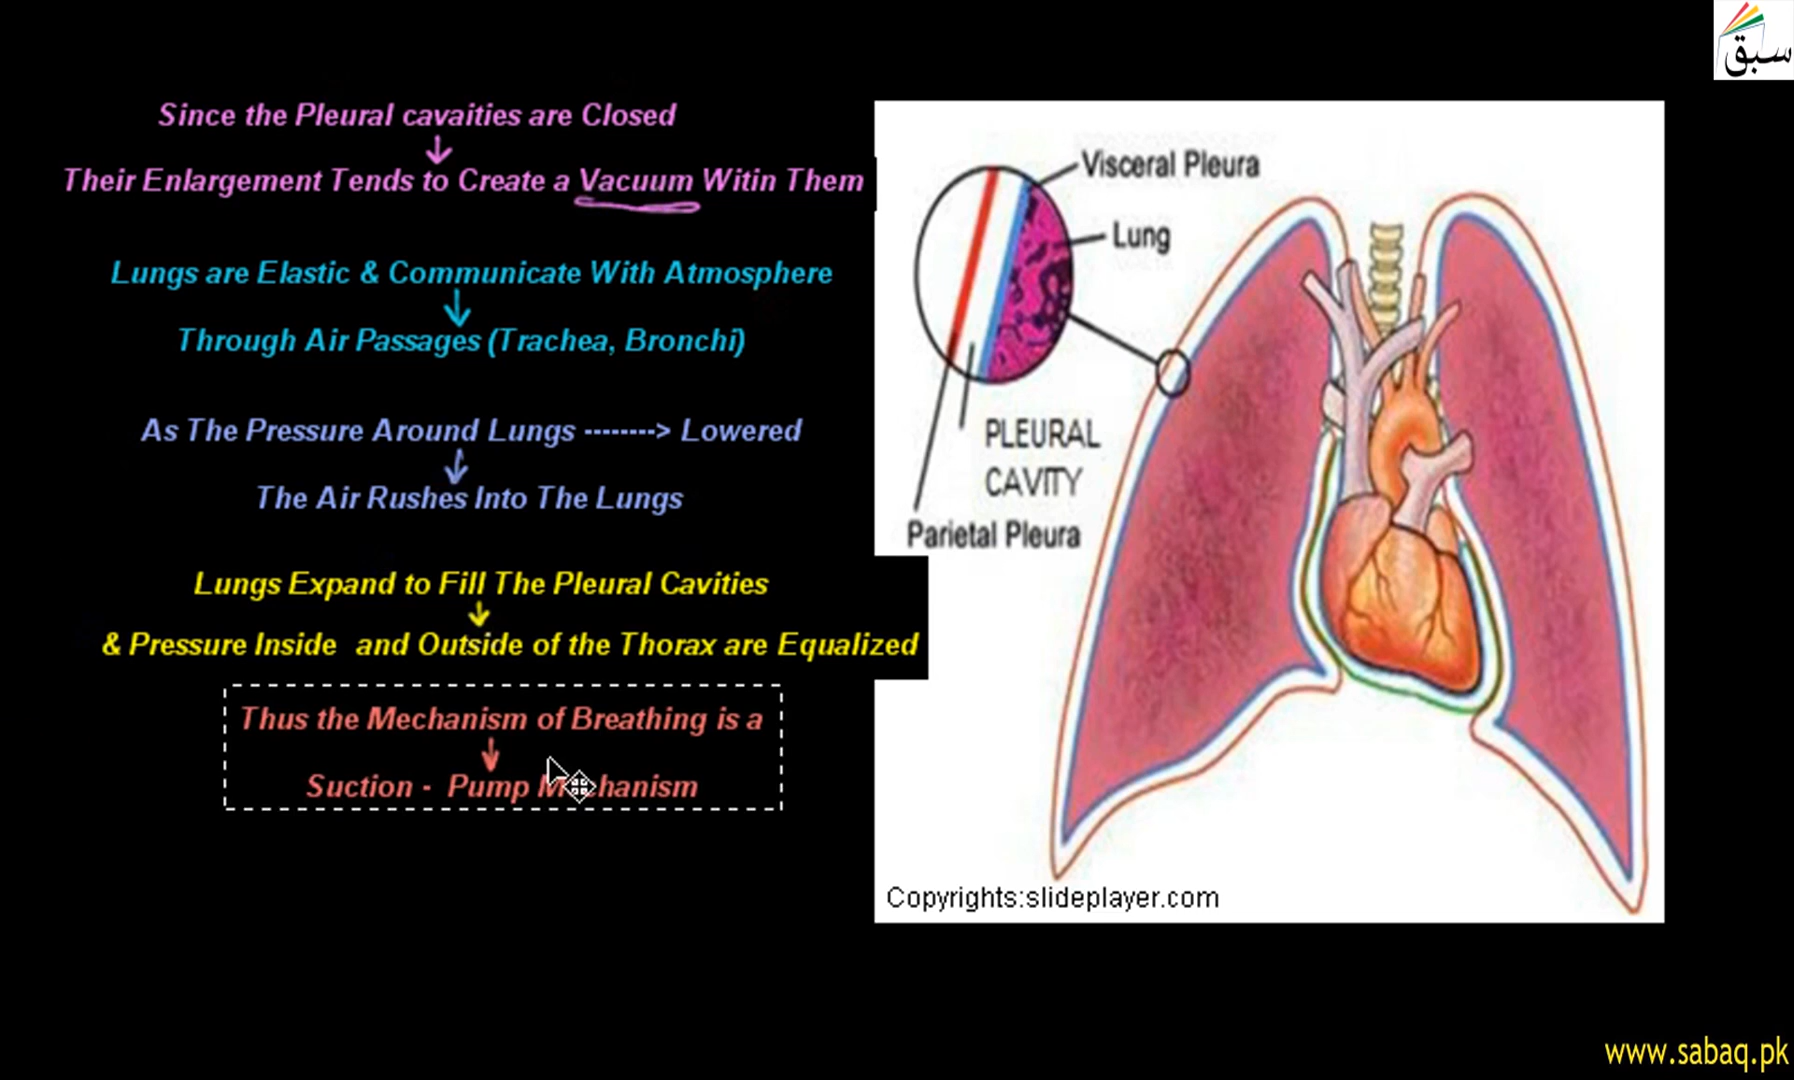 سبق
Since the Pleural cavaities are Closed
Their Enlargement Tends to Create a Vacuum Witin Them
Lungs are Elastic & Communicate With Atmosphere
Through Air Passages (Trachea, Bronchi)
As The Pressure Around Lungs --------> Lowered
The Air Rushes Into The Lungs
Lungs Expand to Fill The Pleural Cavities
& Pressure Inside and Outside of the Thorax are Equalized
Thus the Mechanism of Breathing is a
Suction - Pump Mechanism
Visceral Pleura
Lung
PLEURAL
CAVITY
Parietal Pleura
Copyrights:slideplayer.com
www.sabaq.pk